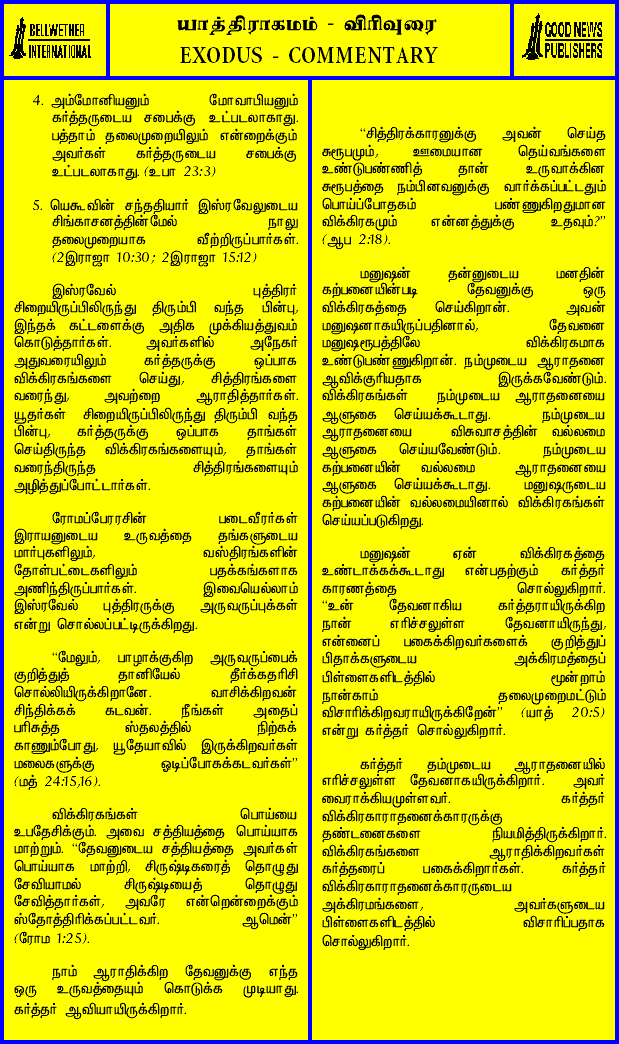 BELLWETHER
INTERNATIONAL
யாத்திராகமம் - விரிவுரை
EXODUS - COMMENTARY
GOOD NEWS
PUBLISHERS
4. அம்மோனியனும் மோவாபியனும்
கர்த்தருடைய சபைக்கு உட்படலாகாது.
பத்தாம் தலைமுறையிலும் என்றைக்கும்
அவர்கள் கர்த்தருடைய சபைக்கு
உட்படலாகாது. (உபா 23:3)
5. யெகூவின் சந்ததியார் இஸ்ரவேலுடைய
சிங்காசனத்தின்மேல் நாலு
தலைமுறையாக வீற்றிருப்பார்கள்.
(2இராஜா 10:30; 2இராஜா 15:12)
இஸ்ரவேல் புத்திரர்
சிறையிருப்பிலிருந்து திரும்பி வந்த பின்பு,
இந்தக் கட்டளைக்கு அதிக முக்கியத்துவம்
கொடுத்தார்கள். அவர்களில் அநேகர்
அதுவரையிலும் கர்த்தருக்கு ஒப்பாக
விக்கிரகங்களை செய்து, சித்திரங்களை
வரைந்து, அவற்றை ஆராதித்தார்கள்.
யூதர்கள் சிறையிருப்பிலிருந்து திரும்பி வந்த
பின்பு, கர்த்தருக்கு ஒப்பாக தாங்கள்
செய்திருந்த விக்கிரகங்களையும், தாங்கள்
வரைந்திருந்த சித்திரங்களையும்
அழித்துப்போட்டார்கள்.
ரோமப்பேரரசின் படைவீரர்கள்
இராயனுடைய உருவத்தை தங்களுடைய
மார்புகளிலும், வஸ்திரங்களின்
தோள்பட்டைகளிலும் பதக்கங்களாக
அணிந்திருப்பார்கள். இவையெல்லாம்
இஸ்ரவேல் புத்திரருக்கு அருவருப்புக்கள்
என்று சொல்லப்பட்டிருக்கிறது.
“மேலும், பாழாக்குகிற அருவருப்பைக்
குறித்துத் தானியேல் தீர்க்கதரிசி
சொல்லியிருக்கிறானே. வாசிக்கிறவன்
சிந்திக்கக் கடவன். நீங்கள் அதைப்
பரிசுத்த ஸ்தலத்தில் நிற்கக்
காணும்போது, யூதேயாவில் இருக்கிறவர்கள்
மலைகளுக்கு ஓடிப்போகக்கடவர்கள்”
(மத் 24:15,16).
விக்கிரகங்கள் பொய்யை
உபதேசிக்கும். அவை சத்தியத்தை பொய்யாக
மாற்றும். “தேவனுடைய சத்தியத்தை அவர்கள்
பொய்யாக மாற்றி, சிருஷ்டிகரைத் தொழுது
சேவியாமல் சிருஷ்டியைத் தொழுது
சேவித்தார்கள், அவரே என்றென்றைக்கும்
ஸ்தோத்திரிக்கப்பட்டவர். ஆமென்”
(ரோம 1:25).
நாம் ஆராதிக்கிற தேவனுக்கு எந்த
ஒரு உருவத்தையும் கொடுக்க முடியாது.
கர்த்தர் ஆவியாயிருக்கிறார்.
“சித்திரக்காரனுக்கு அவன் செய்த
சுரூபமும், ஊமையான தெய்வங்களை
உண்டுபண்ணித் தான் உருவாக்கின
சுரூபத்தை நம்பினவனுக்கு வார்க்கப்பட்டதும்
பொய்ப்போதகம் பண்ணுகிறதுமான
விக்கிரகமும் என்னத்துக்கு உதவும்?”
(ஆப 2:18).
மனுஷன் தன்னுடைய மனதின்
கற்பனையின்படி தேவனுக்கு ஒரு
விக்கிரகத்தை செய்கிறான். அவன்
மனுஷனாகயிருப்பதினால், தேவனை
மனுஷரூபத்திலே விக்கிரகமாக
உண்டுபண்ணுகிறான். நம்முடைய ஆராதனை
ஆவிக்குரியதாக இருக்கவேண்டும்.
விக்கிரகங்கள் நம்முடைய ஆராதனையை
ஆளுகை செய்யக்கூடாது. நம்முடைய
ஆராதனையை விசுவாசத்தின் வல்லமை
ஆளுகை செய்யவேண்டும். நம்முடைய
கற்பனையின் வல்லமை ஆராதனையை
ஆளுகை செய்யக்கூடாது. மனுஷருடைய
கற்பனையின் வல்லமையினால் விக்கிரகங்கள்
செய்யப்படுகிறது.
மனுஷன் ஏன் விக்கிரகத்தை
உண்டாக்கக்கூடாது என்பதற்கும் கர்த்தர்
காரணத்தை சொல்லுகிறார்.
“உன் தேவனாகிய கர்த்தராயிருக்கிற
நான் எரிச்சலுள்ள தேவனாயிருந்து,
என்னைப் பகைக்கிறவர்களைக் குறித்துப்
பிதாக்களுடைய அக்கிரமத்தைப்
பிள்ளைகளிடத்தில் மூன்றாம்
நான்காம் தலைமுறைமட்டும்
விசாரிக்கிறவராயிருக்கிறேன்” (யாத் 20:5)
என்று கர்த்தர் சொல்லுகிறார்.
கர்த்தர் தம்முடைய ஆராதனையில்
எரிச்சலுள்ள தேவனாகயிருக்கிறார். அவர்
வைராக்கியமுள்ளவர். கர்த்தர்
விக்கிரகாராதனைக்காரருக்கு
தண்டனைகளை நியமித்திருக்கிறார்.
விக்கிரகங்களை ஆராதிக்கிறவர்கள்
கர்த்தரைப் பகைக்கிறார்கள். கர்த்தர்
விக்கிரகாராதனைக்காரருடைய
அக்கிரமங்களை, அவர்களுடைய
பிள்ளைகளிடத்தில் விசாரிப்பதாக
சொல்லுகிறார்.